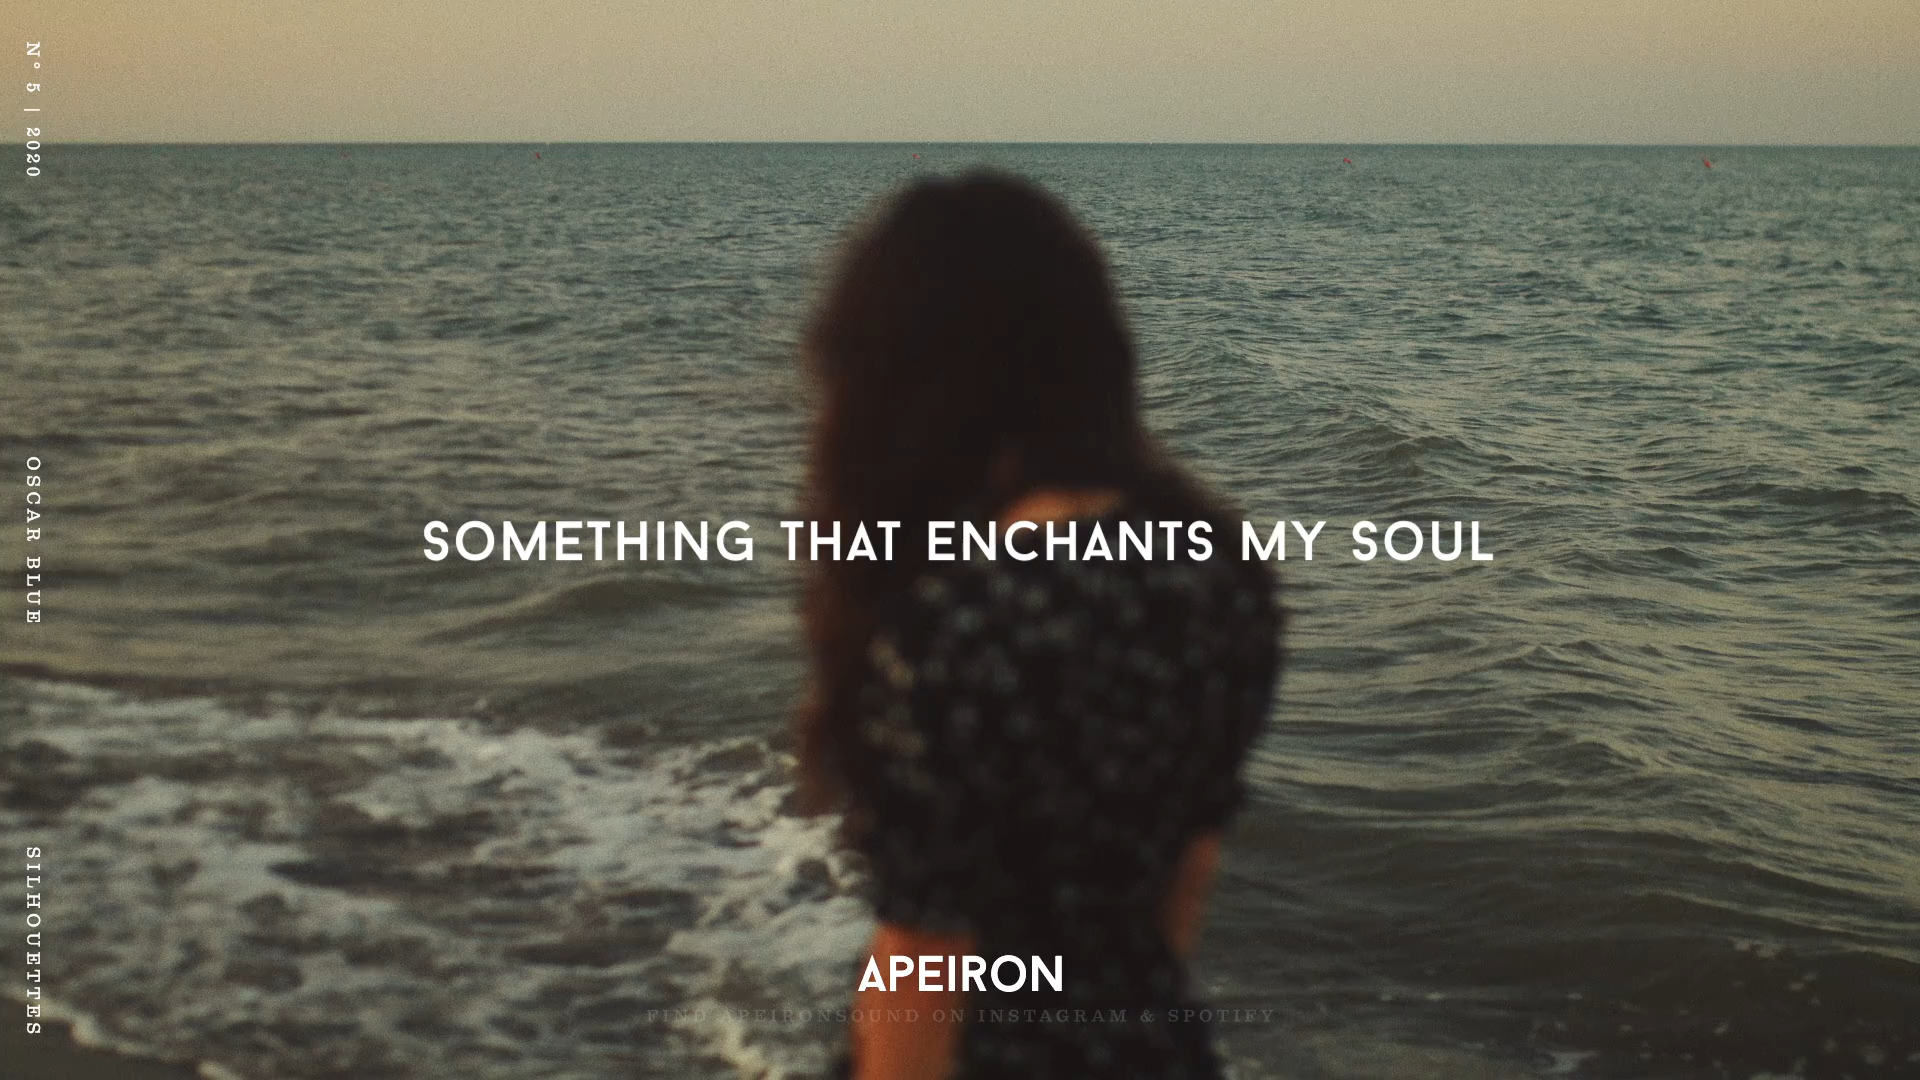 N° 5 | 2020
OSCAR BLUE
SILHOUETTES
SOMETHING THAT ENCHANTS MY SOUL
APEIRON
FIND APEIRONSOUND ON INSTAGRAM & SPOTIFY